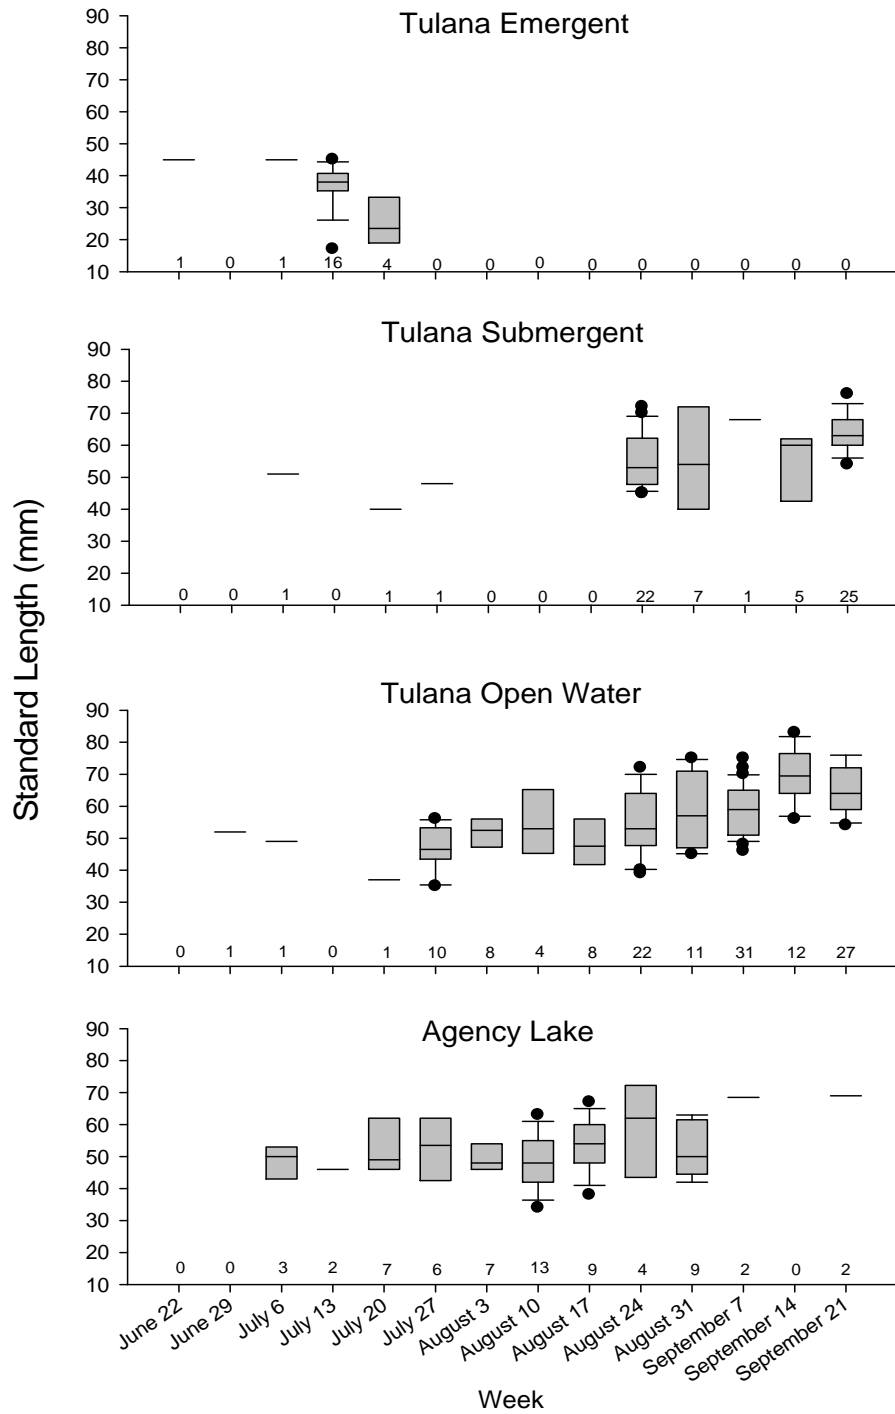 Tulana Emergent
90
80
70
60
50
40
30
20
10
1 0 1 16 4 0 0 0 0 0 0 0 0 0
Tulana Submergent
90
80
70
60
50
40
30
20
10
0 0 1 0 1 1 0 0 0 22 7 1 5 25
Standard Length (mm)
Tulana Open Water
90
80
70
60
50
40
30
20
10
0 1 1 0 1 10 8 4 8 22 11 31 12 27
Agency Lake
90
80
70
60
50
40
30
20
10
0 0 3 2 7 6 7 13 9 4 9 2 0 2
June 22
June 29
July 6
July 13
July 20
July 27
August 3
August 10
August 17
August 24
August 31
September 7
September 14
September 21
Week